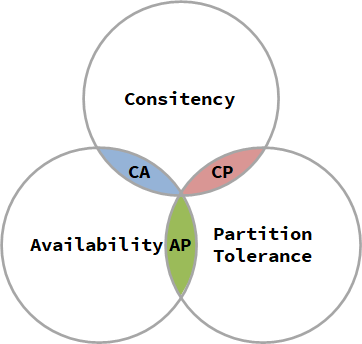 Consitency
CA
CP
Availability
AP
Partition
Tolerance